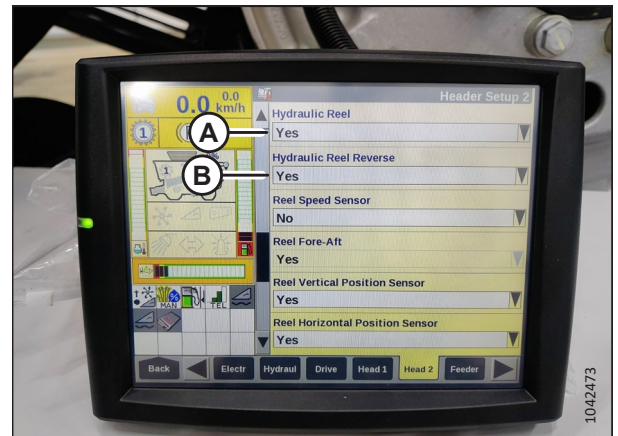 Header Setup 2
0.0 0.0 km/h
1
Hydraulic Reel
A
Yes
Hydraulic Reel Reverse
B
Yes
1
Reel Speed Sensor
No
Reel Fore-Aft
Yes
Reel Vertical Position Sensor
Yes
MAN
TEL
Reel Horizontal Position Sensor
Yes
Back Electr Hydraul Drive Head 1 Head 2 Feeder
1042473